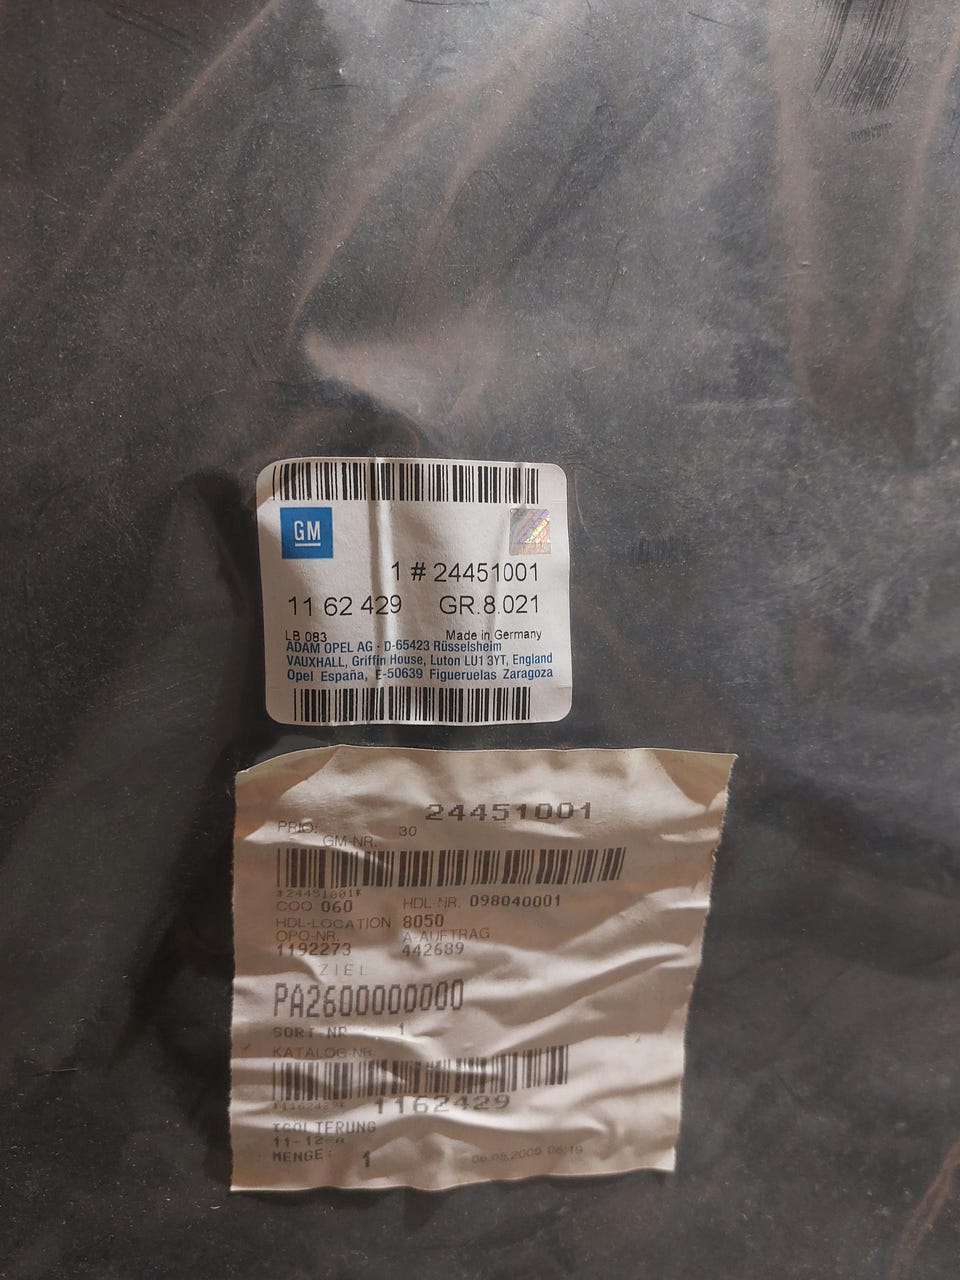 GM
1 # 24451001
11 62 429 GR.8.021
LB 083 Made in Germany
ADAM OPEL AG · D-65423 Rüsselsheim
VAUXHALL, Griffin House, Luton LU1 3YT, England
Opel España, E-50639 Figueruelas Zaragoza
24451001
PRIO: 30
GM-NR.
*24451001*
COO 060 HDL-NR. 098040001
HDL-LOCATION 8050
OPO-NR. A-AUFTRAG
1192273 442689
ZIEL
PA2600000000
SORT-NR 1
KATALOG-NR.
1162429
ISOLIERUNG
MENGE: 1